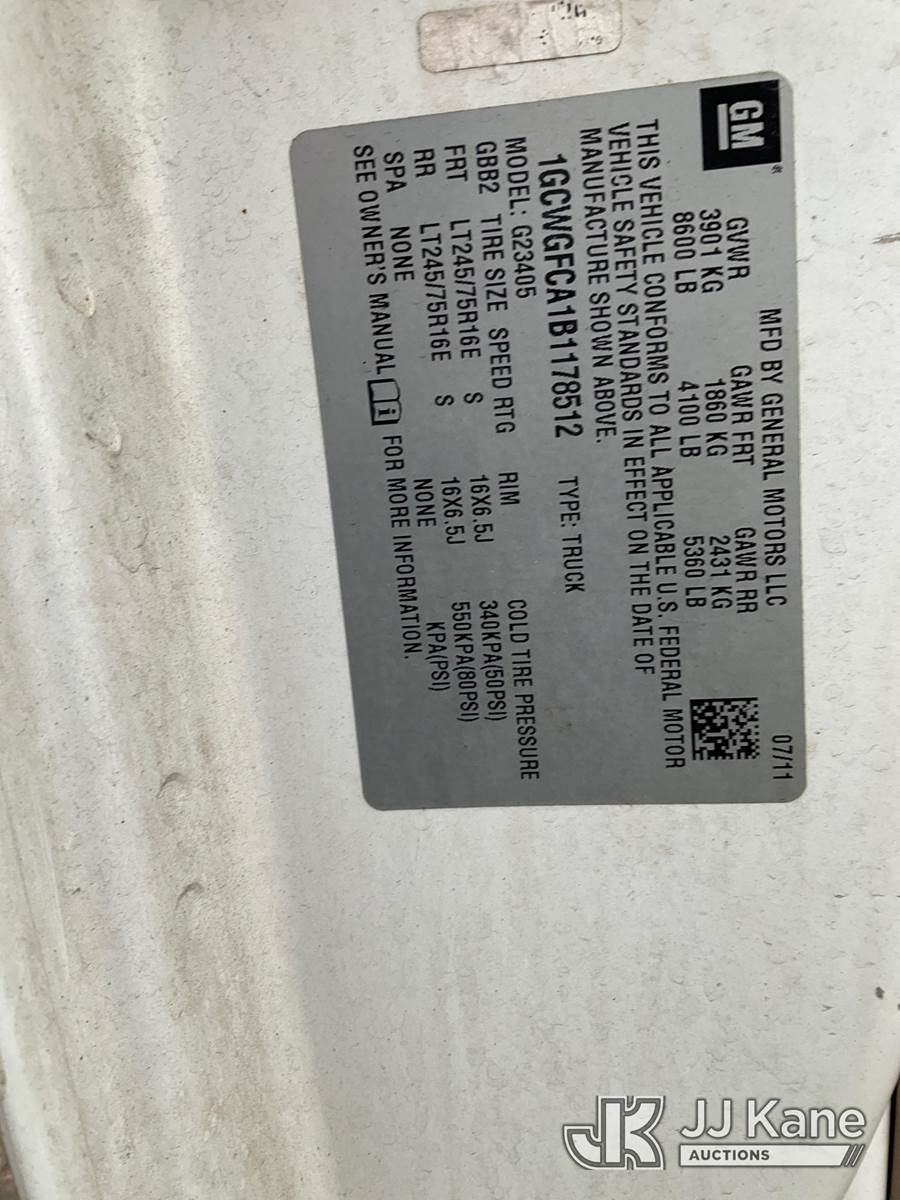 GM
MFD BY GENERAL MOTORS LLC 07/11
GVWR GAWR FRT GAWR RR
3901 KG 1860 KG 2431 KG
8600 LB 4100 LB 5360 LB
THIS VEHICLE CONFORMS TO ALL APPLICABLE U.S. FEDERAL MOTOR
VEHICLE SAFETY STANDARDS IN EFFECT ON THE DATE OF
MANUFACTURE SHOWN ABOVE.
1GCWGFCA1B1178512 TYPE: TRUCK
MODEL: G23405
GBB2 TIRE SIZE SPEED RTG RIM COLD TIRE PRESSURE
FRT LT245/75R16E S 16X6.5J 340KPA(50PSI)
RR LT245/75R16E S 16X6.5J 550KPA(80PSI)
SPA NONE NONE KPA(PSI)
SEE OWNER'S MANUAL i FOR MORE INFORMATION.
JK JJ Kane
AUCTIONS